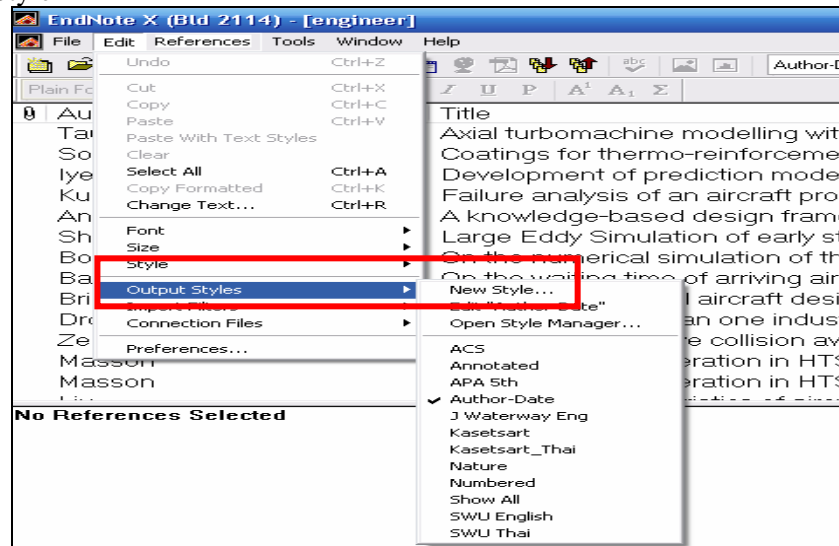 EndNote X (Bld 2114) - [engineer]
File Edit References Tools Window Help
Undo Ctrl+Z
Author-D
Plain Fo
Cut Ctrl+X
I U P A¹ A₁ Σ
Copy Ctrl+C
Au
Title
Paste Ctrl+V
Paste With Text Styles
Clear
Select All Ctrl+A
Copy Formatted Ctrl+K
Change Text... Ctrl+R
Font
Size
Style
Output Styles
Connection Files
Preferences...
Tau
So
Iye
Ku
An
Sh
Bo
Ba
Bri
Dro
Ze
Masson
Masson
Axial turbomachine modelling wit
Coatings for thermo-reinforceme
Development of prediction mode
Failure analysis of an aircraft pro
A knowledge-based design fram
Large Eddy Simulation of early st
On the numerical simulation of th
On the waiting time of arriving air
l aircraft desi
an one indus
e collision av
eration in HTS
eration in HTS
New Style...
Edit "Author-Date"
Open Style Manager...
ACS
Annotated
APA 5th
Author-Date
J Waterway Eng
Kasetsart
Kasetsart_Thai
Nature
Numbered
Show All
SWU English
SWU Thai
No References Selected